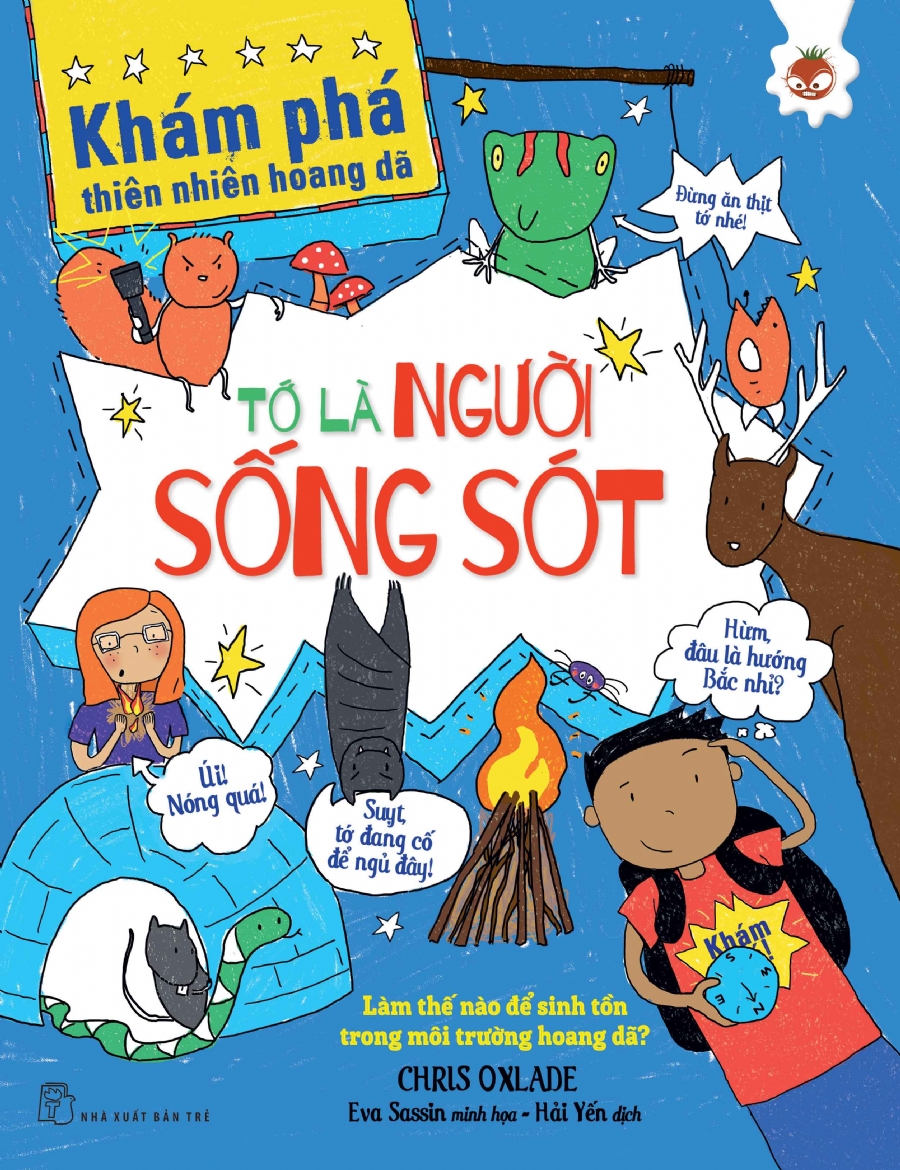 Khám phá
thiên nhiên hoang dã
Đừng ăn thịt
tớ nhé!
TỚ LÀ NGƯỜI
SỐNG SÓT
Hừm,
đâu là hướng
Bắc nhỉ?
Úi!
Nóng quá!
Suỵt,
tớ đang cố
để ngủ đây!
Khám
!
S
W
E
N
Làm thế nào để sinh tồn
trong môi trường hoang dã?
CHRIS OXLADE
Eva Sassin minh họa - Hải Yến dịch
NHÀ XUẤT BẢN TRẺ